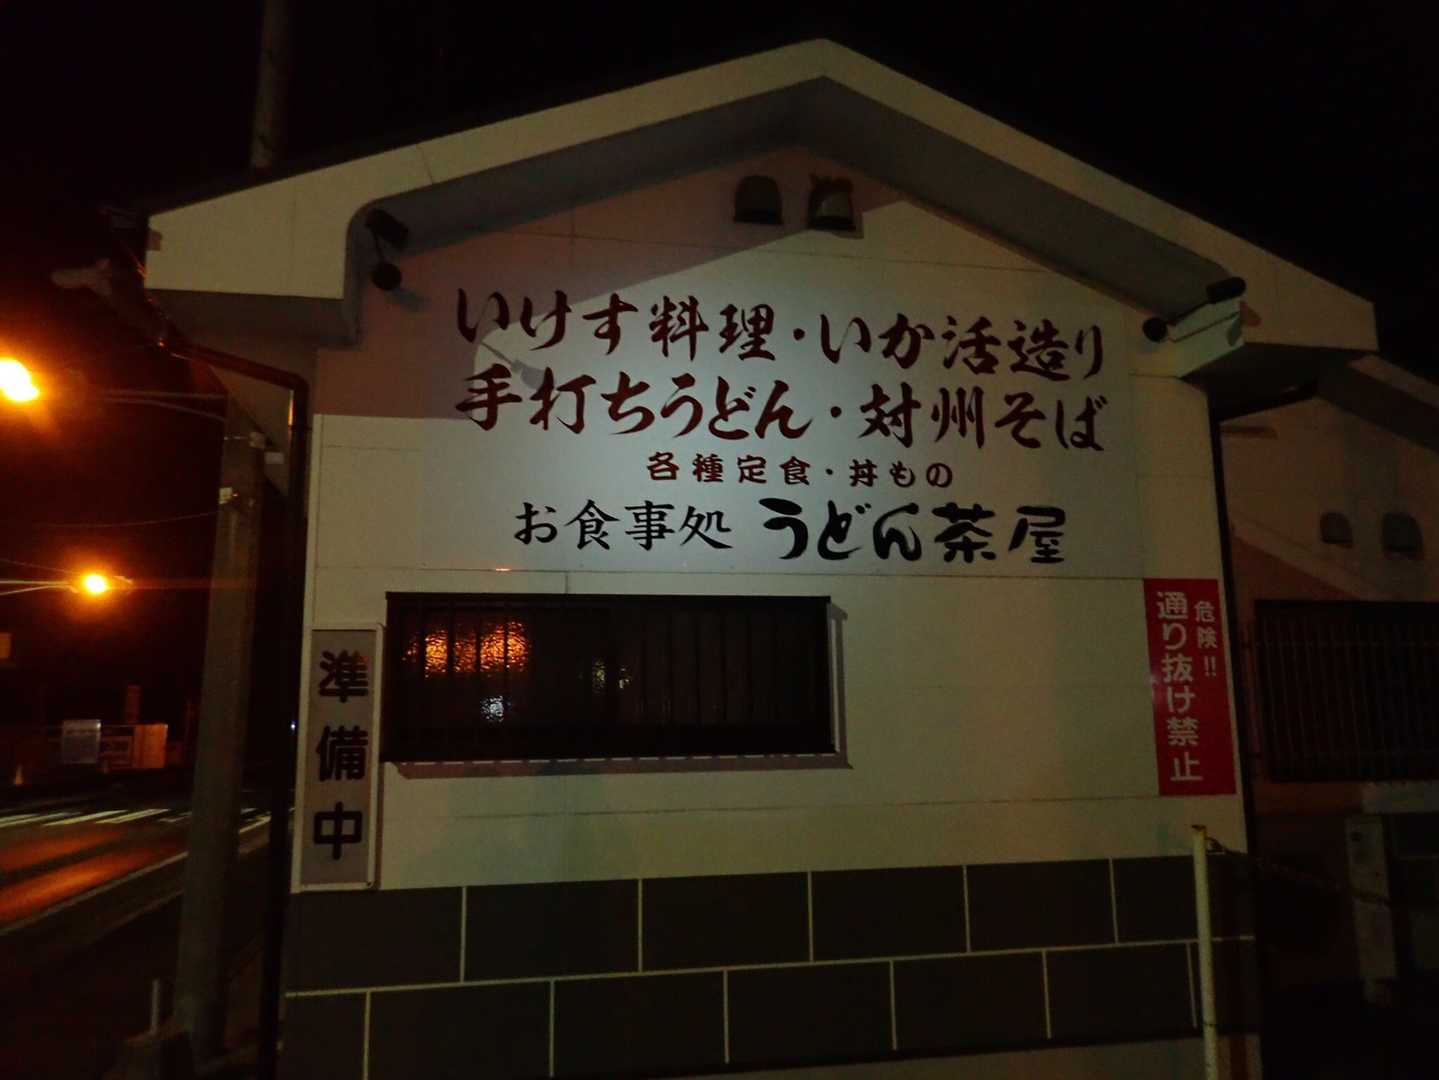 いけす料理・いか活造り
手打ちうどん・対州そば
各種定食・丼もの
お食事処 うどん茶屋
準備中
危険!!
通り抜け禁止